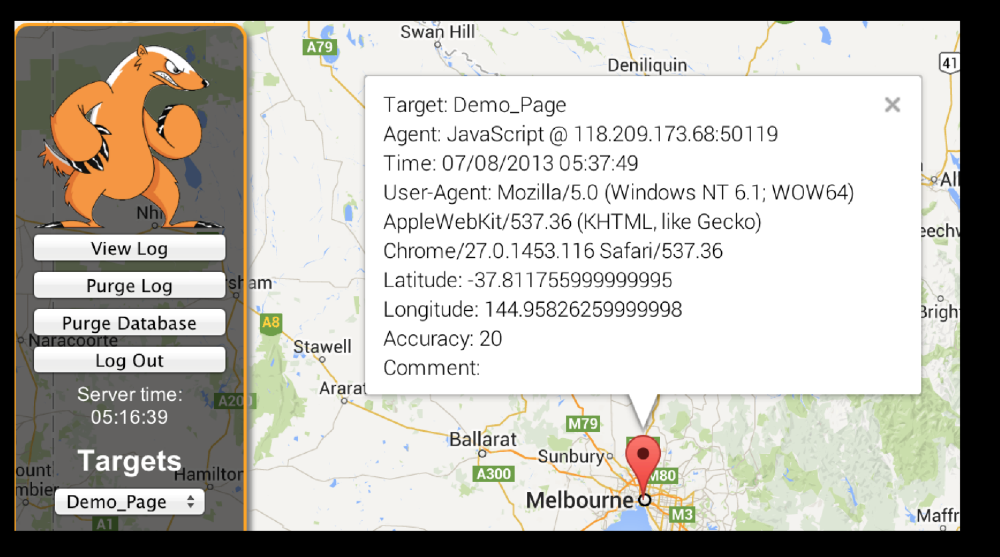 View Log
Purge Log
Purge Database
Log Out
Server time:
05:16:39
Targets
Demo_Page
Target: Demo_Page
Agent: JavaScript @ 118.209.173.68:50119
Time: 07/08/2013 05:37:49
User-Agent: Mozilla/5.0 (Windows NT 6.1; WOW64)
AppleWebKit/537.36 (KHTML, like Gecko)
Chrome/27.0.1453.116 Safari/537.36
Latitude: -37.811755999999995
Longitude: 144.95826259999998
Accuracy: 20
Comment:
Swan Hill
A79
Deniliquin
41
Nhi
sham
A8
Naracoorte
Stawell
Ararat
A200
M79
Ballarat
Sunbury
A300
M80
Hamilton
ount
mbier
Melbourne
M3
A1
All
eechw
Bright
Maffr